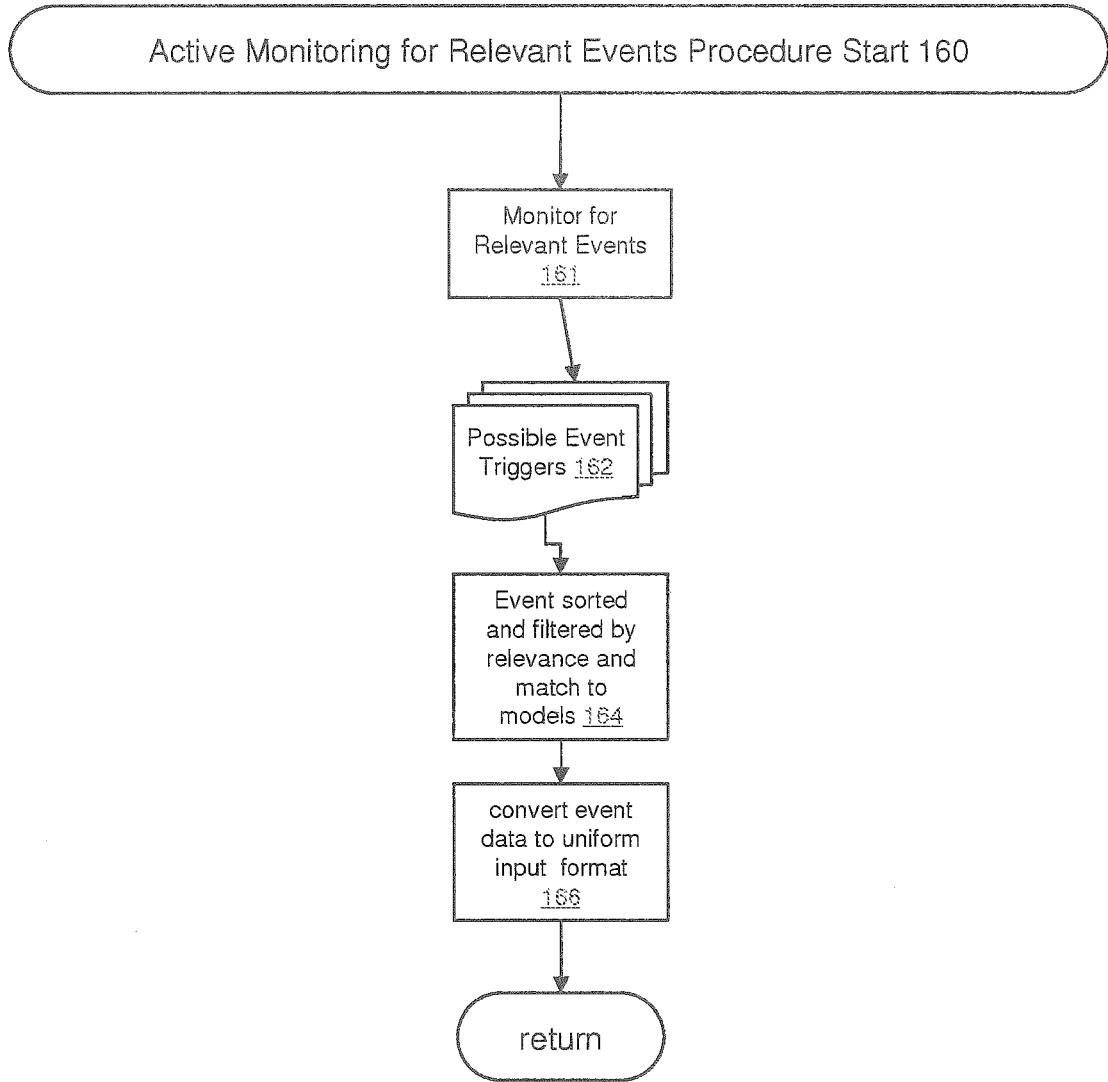 Active Monitoring for Relevant Events Procedure Start 160
Monitor for
Relevant Events
161
Possible Event
Triggers 162
Event sorted
and filtered by
relevance and
match to
models 164
convert event
data to uniform
input format
166
return